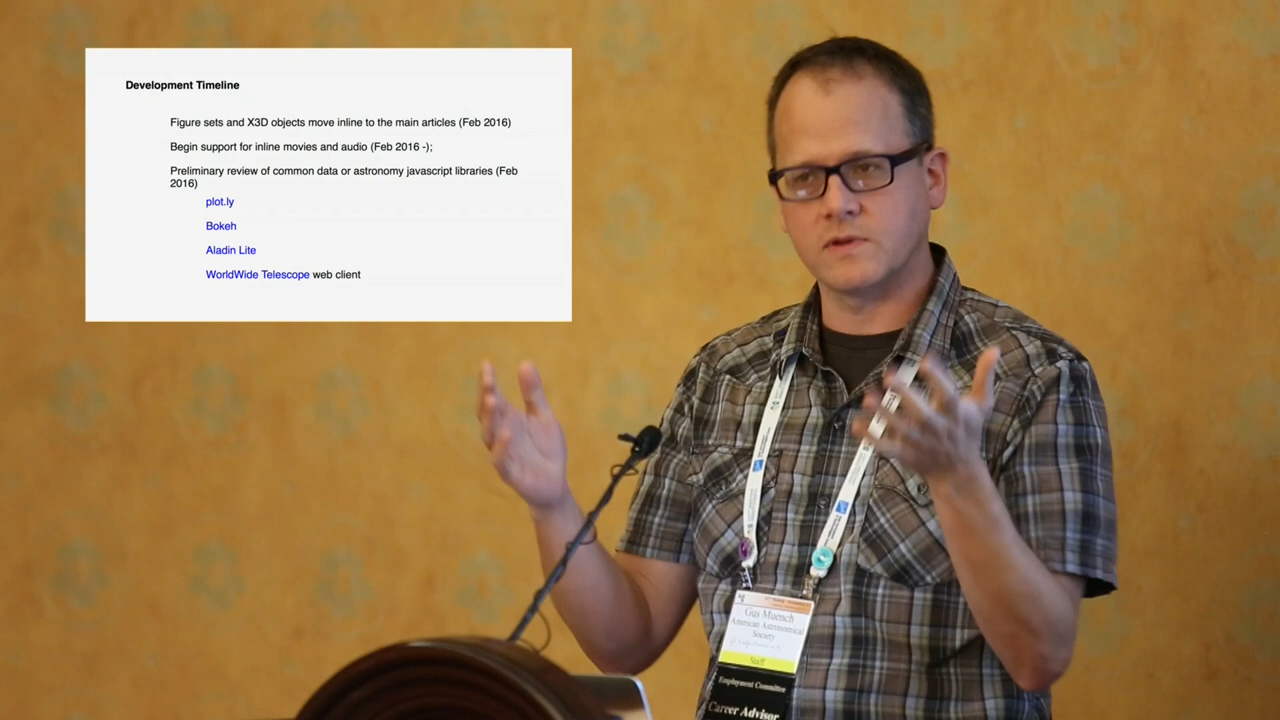 Development Timeline
Figure sets and X3D objects move inline to the main articles (Feb 2016)
Begin support for inline movies and audio (Feb 2016 -);
Preliminary review of common data or astronomy javascript libraries (Feb
2016)
plot.ly
Bokeh
Aladin Lite
WorldWide Telescope web client
Gus Muench
American Astronomical
Society
Staff
Employment Committee
Career Advisor